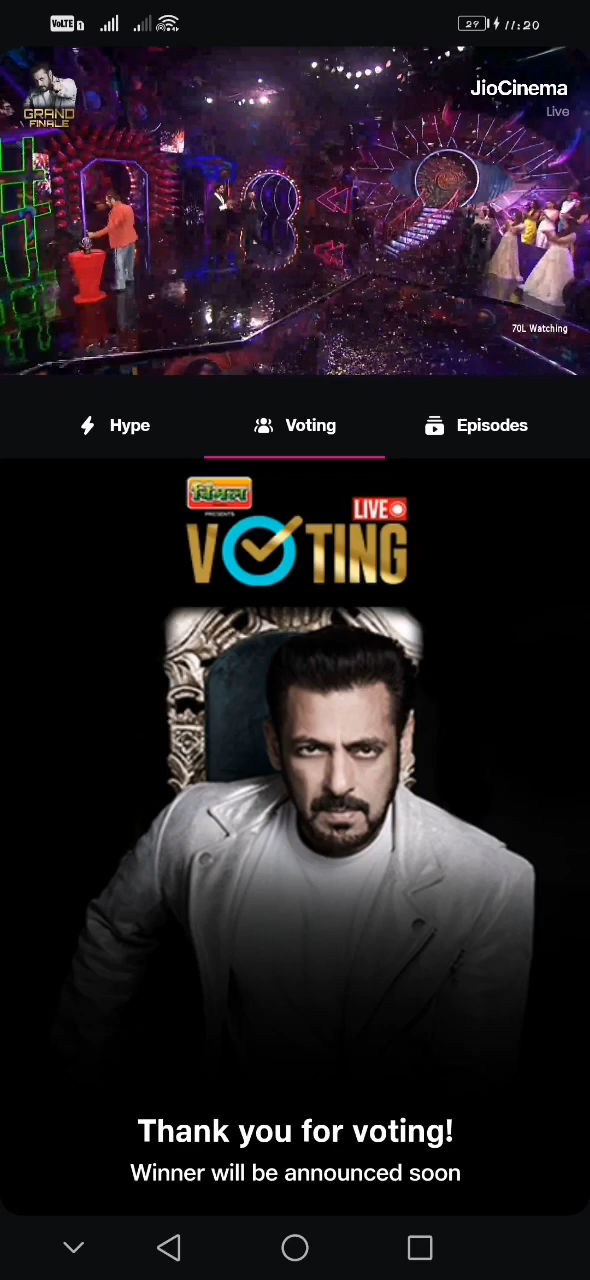 VoLTE 1
29
11:20
GRAND
FINALE
JioCinema
Live
70L Watching
Hype
Voting
Episodes
विमल
PRESENTS
LIVE
VOTING
Thank you for voting!
Winner will be announced soon